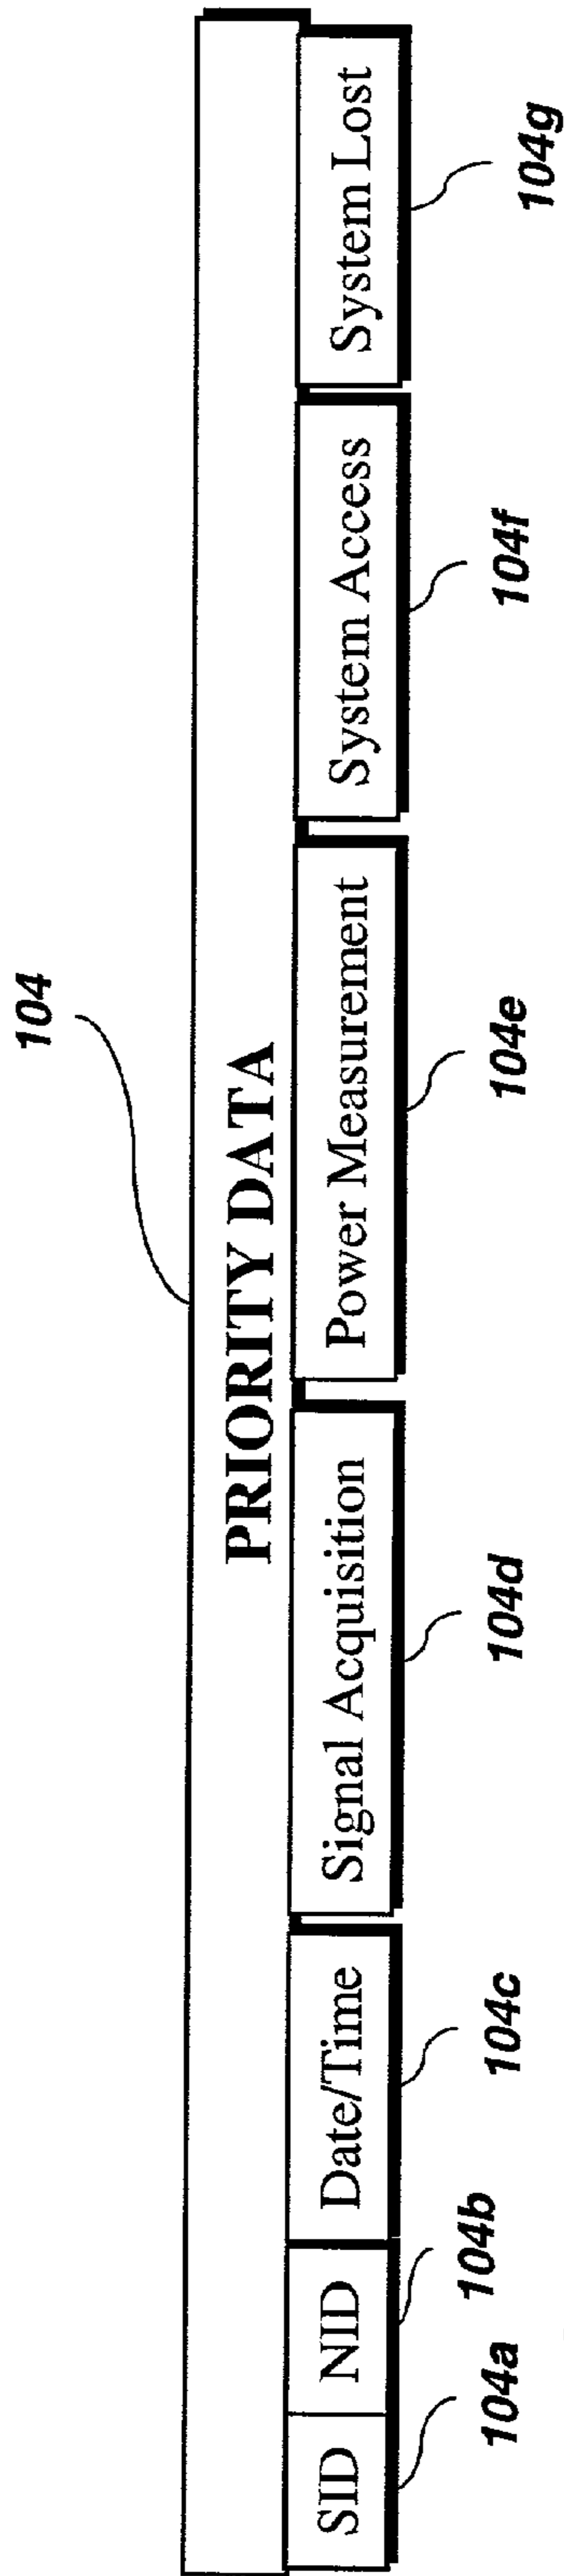 104
PRIORITY DATA
SID NID Date/Time Signal Acquisition Power Measurement System Access System Lost
104a 104b 104c 104d 104e 104f 104g